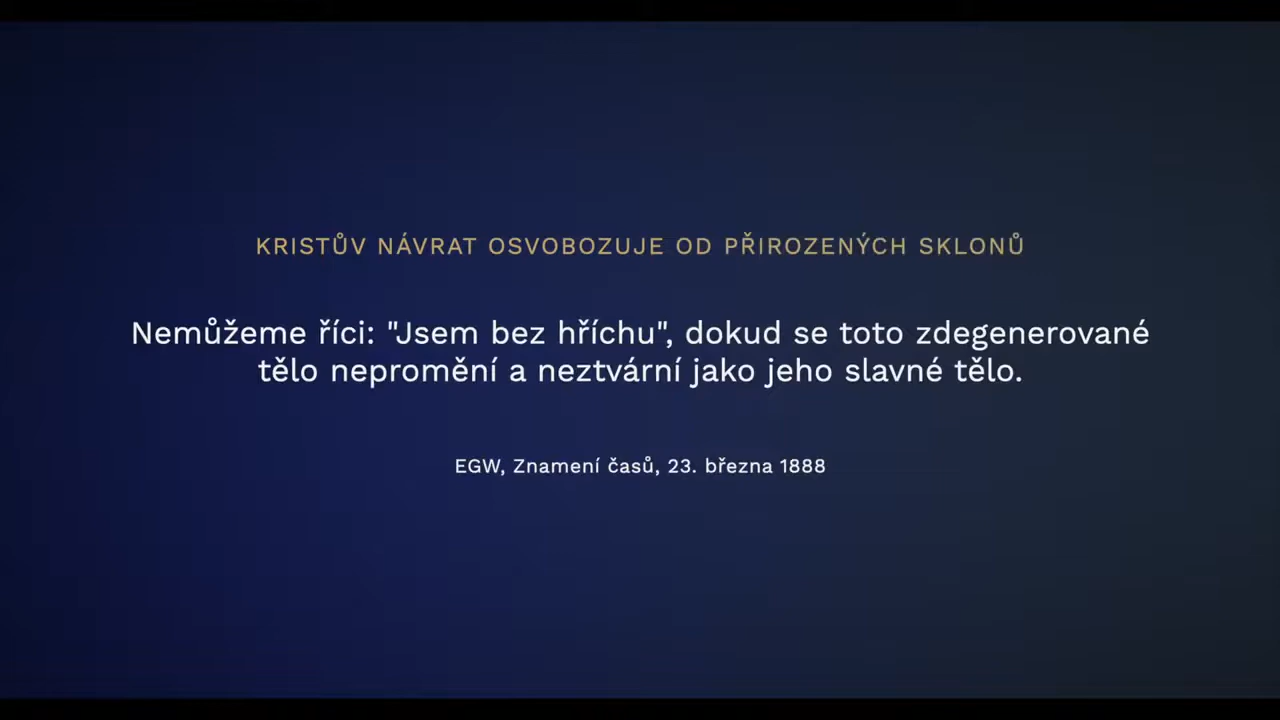 KRISTŮV NÁVRAT OSVOBOZUJE OD PŘIROZENÝCH SKLONŮ
Nemůžeme říci: "Jsem bez hříchu", dokud se toto zdegenerované
tělo nepromění a neztvární jako jeho slavné tělo.
EGW, Znamení časů, 23. března 1888